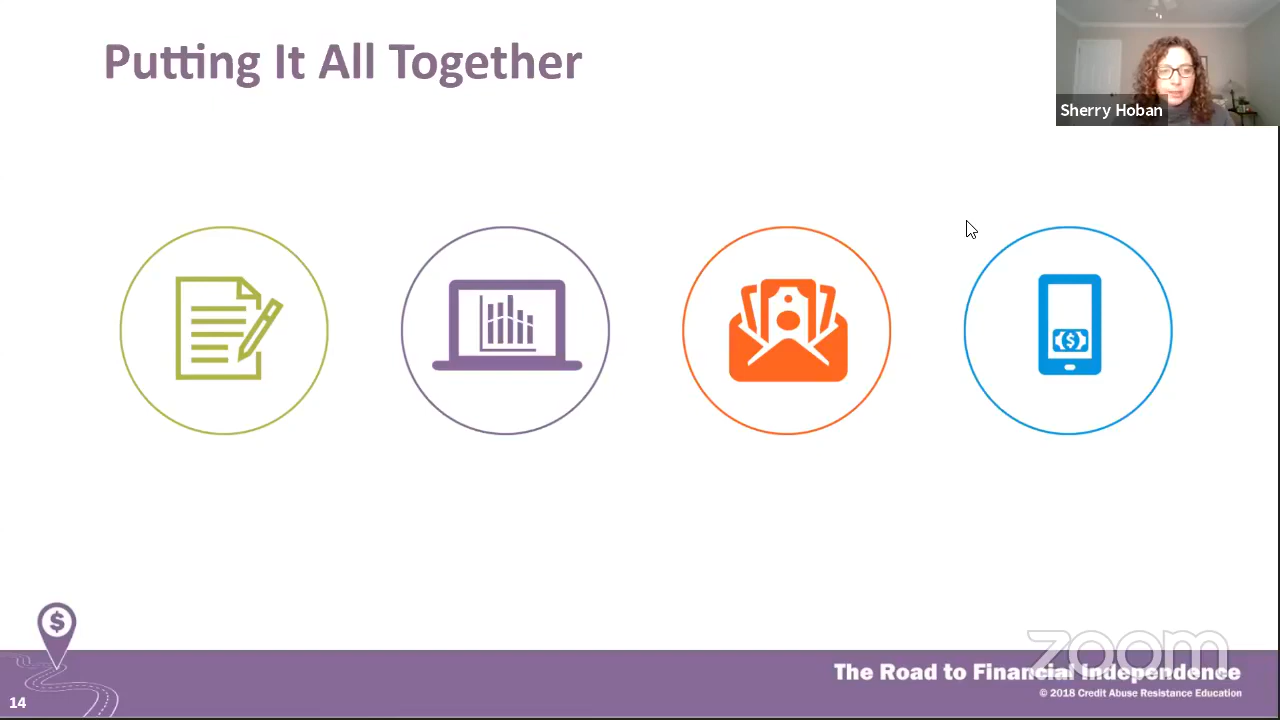 Putting It All Together
Sherry Hoban
$
$
zoom
The Road to Financial Independence
© 2018 Credit Abuse Resistance Education
14